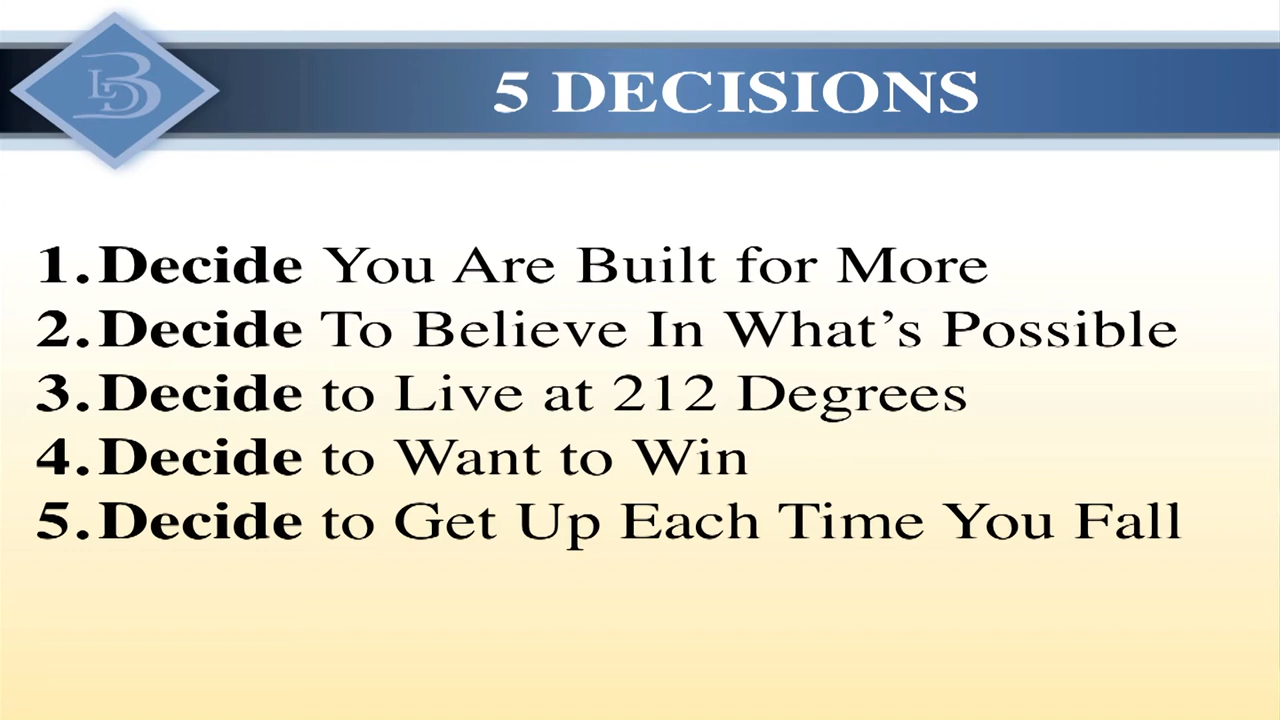 LB
5 DECISIONS
1. Decide You Are Built for More
2. Decide To Believe In What’s Possible
3. Decide to Live at 212 Degrees
4. Decide to Want to Win
5. Decide to Get Up Each Time You Fall